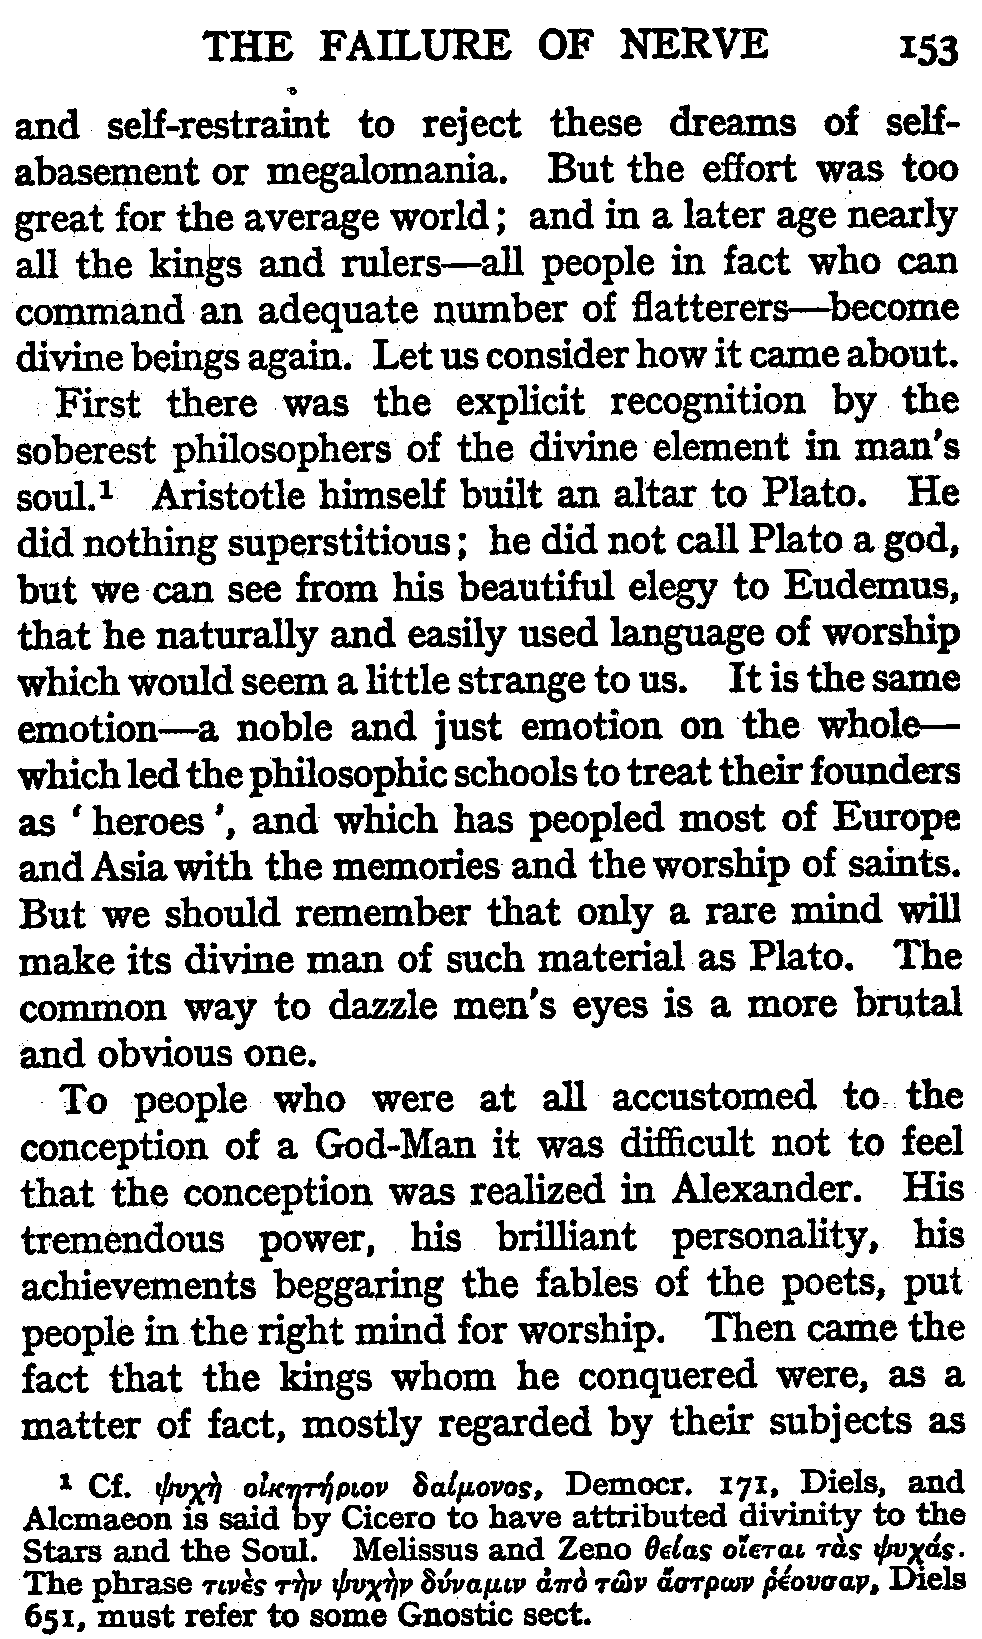 THE FAILURE OF NERVE 153
and self-restraint to reject these dreams of self-
abasement or megalomania. But the effort was too
great for the average world; and in a later age nearly
all the kings and rulers—all people in fact who can
command an adequate number of flatterers—become
divine beings again. Let us consider how it came about.
First there was the explicit recognition by the
soberest philosophers of the divine element in man's
soul.¹ Aristotle himself built an altar to Plato. He
did nothing superstitious; he did not call Plato a god,
but we can see from his beautiful elegy to Eudemus,
that he naturally and easily used language of worship
which would seem a little strange to us. It is the same
emotion—a noble and just emotion on the whole—
which led the philosophic schools to treat their founders
as 'heroes', and which has peopled most of Europe
and Asia with the memories and the worship of saints.
But we should remember that only a rare mind will
make its divine man of such material as Plato. The
common way to dazzle men's eyes is a more brutal
and obvious one.
To people who were at all accustomed to the
conception of a God-Man it was difficult not to feel
that the conception was realized in Alexander. His
tremendous power, his brilliant personality, his
achievements beggaring the fables of the poets, put
people in the right mind for worship. Then came the
fact that the kings whom he conquered were, as a
matter of fact, mostly regarded by their subjects as
¹ Cf. ψυχὴ οἰκητήριον δαίμονος, Democr. 171, Diels, and
Alcmaeon is said by Cicero to have attributed divinity to the
Stars and the Soul. Melissus and Zeno θείας οἴεται τὰς ψυχάς.
The phrase τινὲς τὴν ψυχὴν δύναμιν ἀπὸ τῶν ἄστρων ῥέουσαν, Diels
651, must refer to some Gnostic sect.